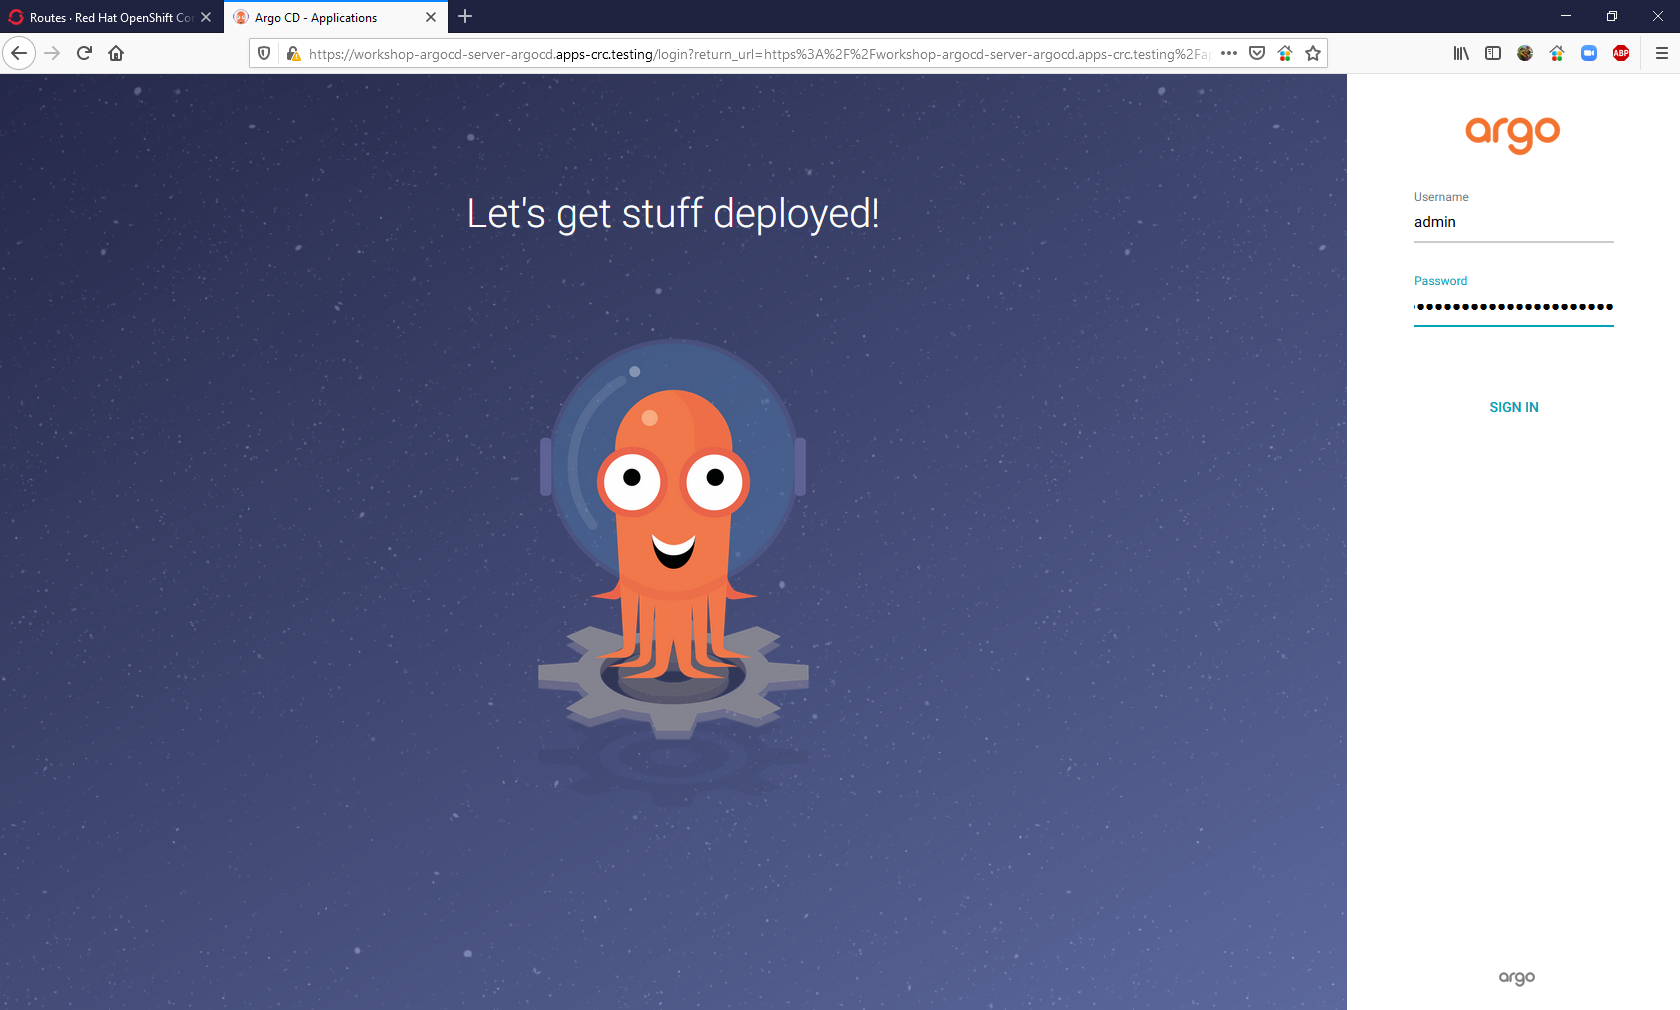 Routes · Red Hat OpenShift Co
Argo CD - Applications
https://workshop-argocd-server-argocd.apps-crc.testing/login?return_url=https%3A%2F%2Fworkshop-argocd-server-argocd.apps-crc.testing%2Fa
ABP
Let's get stuff deployed!
argo
Username
admin
Password
SIGN IN
argo